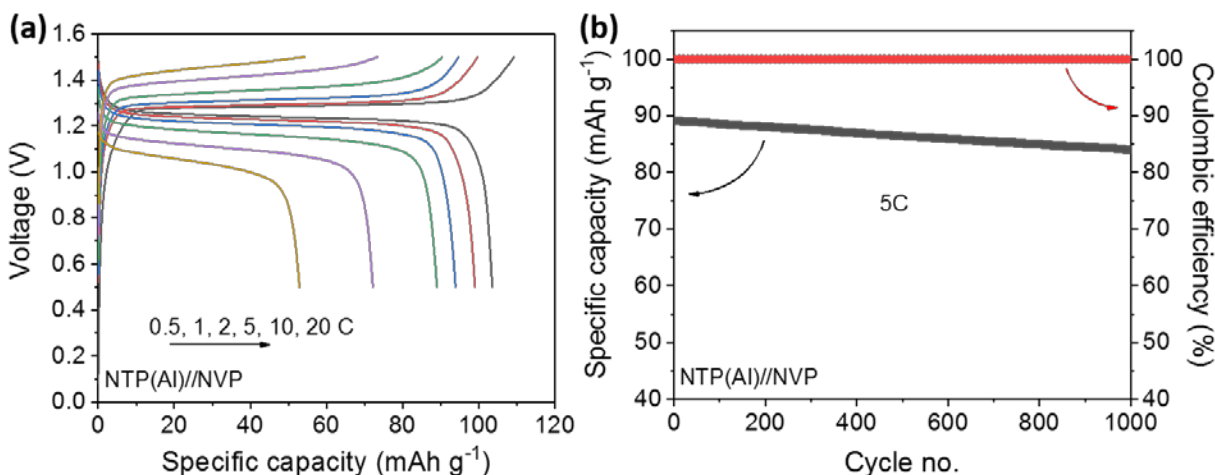 (a)
1.6
1.4
1.2
1.0
0.8
0.6
0.4
0.2
0.0
Voltage (V)
0.5, 1, 2, 5, 10, 20 C
NTP(Al)//NVP
0 20 40 60 80 100 120
Specific capacity (mAh g⁻¹)
(b)
100
90
80
70
60
50
40
Specific capacity (mAh g⁻¹)
5C
NTP(Al)//NVP
100
90
80
70
60
50
40
Coulombic efficiency (%)
0 200 400 600 800 1000
Cycle no.